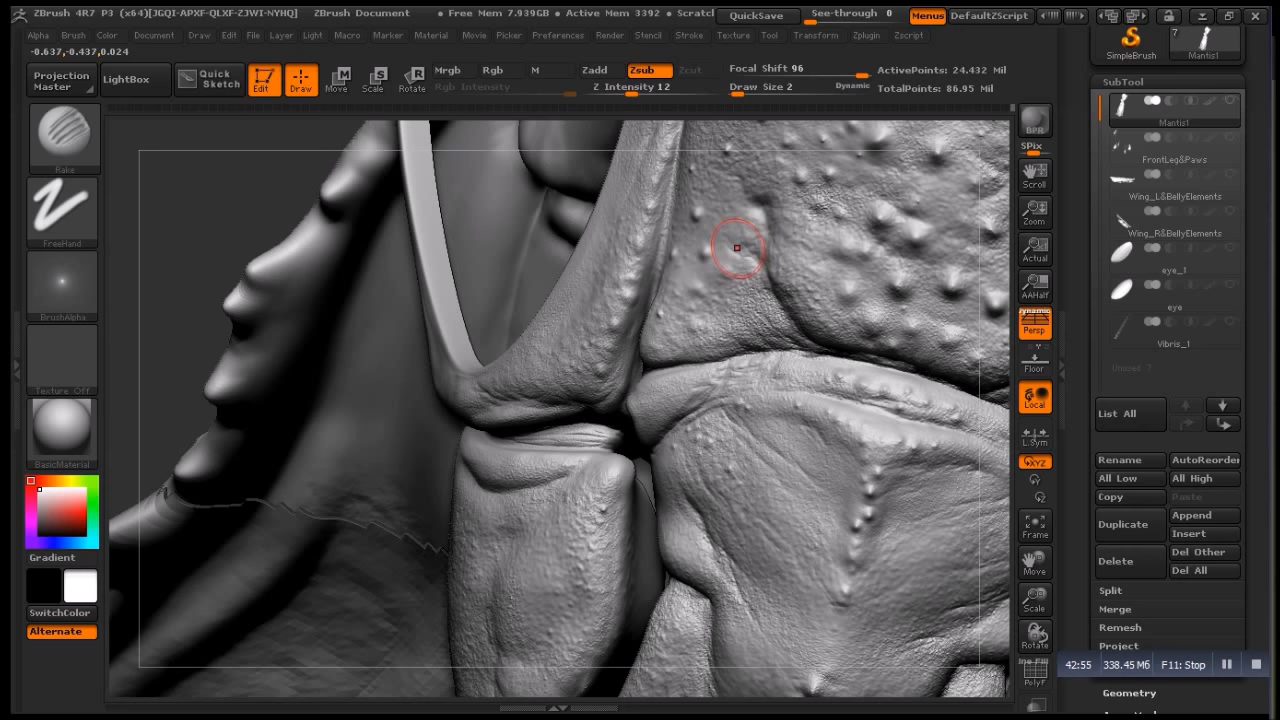 ZBrush 4R7 P3 (x64)[JGQI-APXF-QLXF-ZJWI-NYHQ] ZBrush Document • Free Mem 7.939GB • Active Mem 3392 • Scratcl QuickSave See-through 0 Menus DefaultZScript
Alpha Brush Color Document Draw Edit File Layer Light Macro Marker Material Movie Picker Preferences Render Stencil Stroke Texture Tool Transform Zplugin Zscript
-0.637,-0.437,0.024
Projection Master
LightBox
Quick Sketch
Edit
Draw
Move
Scale
Rotate
Mrgb Rgb M
Rgb Intensity
Zadd Zsub Zcut
Z Intensity 12
Focal Shift 96
Draw Size 2 Dynamic
ActivePoints: 24.432 Mil
TotalPoints: 86.95 Mil
Rake
FreeHand
BrushAlpha
Texture Off
BasicMaterial
Gradient
SwitchColor
Alternate
BPR
SPix
Scroll
Zoom
Actual
AAHalf
Dynamic
Persp
Floor
Local
L.Sym
XYZ
Frame
Move
Scale
Rotate
PolyF
SimpleBrush
7
Mantis1
SubTool
Mantis1
FrontLeg&Paws
Wing_L&BellyElements
Wing_R&BellyElements
eye_1
eye
Vibris_1
Unused 7
List All
Rename AutoReorder
All Low All High
Copy Paste
Duplicate
Append
Insert
Delete
Del Other
Del All
Split
Merge
Remesh
Project
42:55 338.45 Мб F11: Stop
Geometry